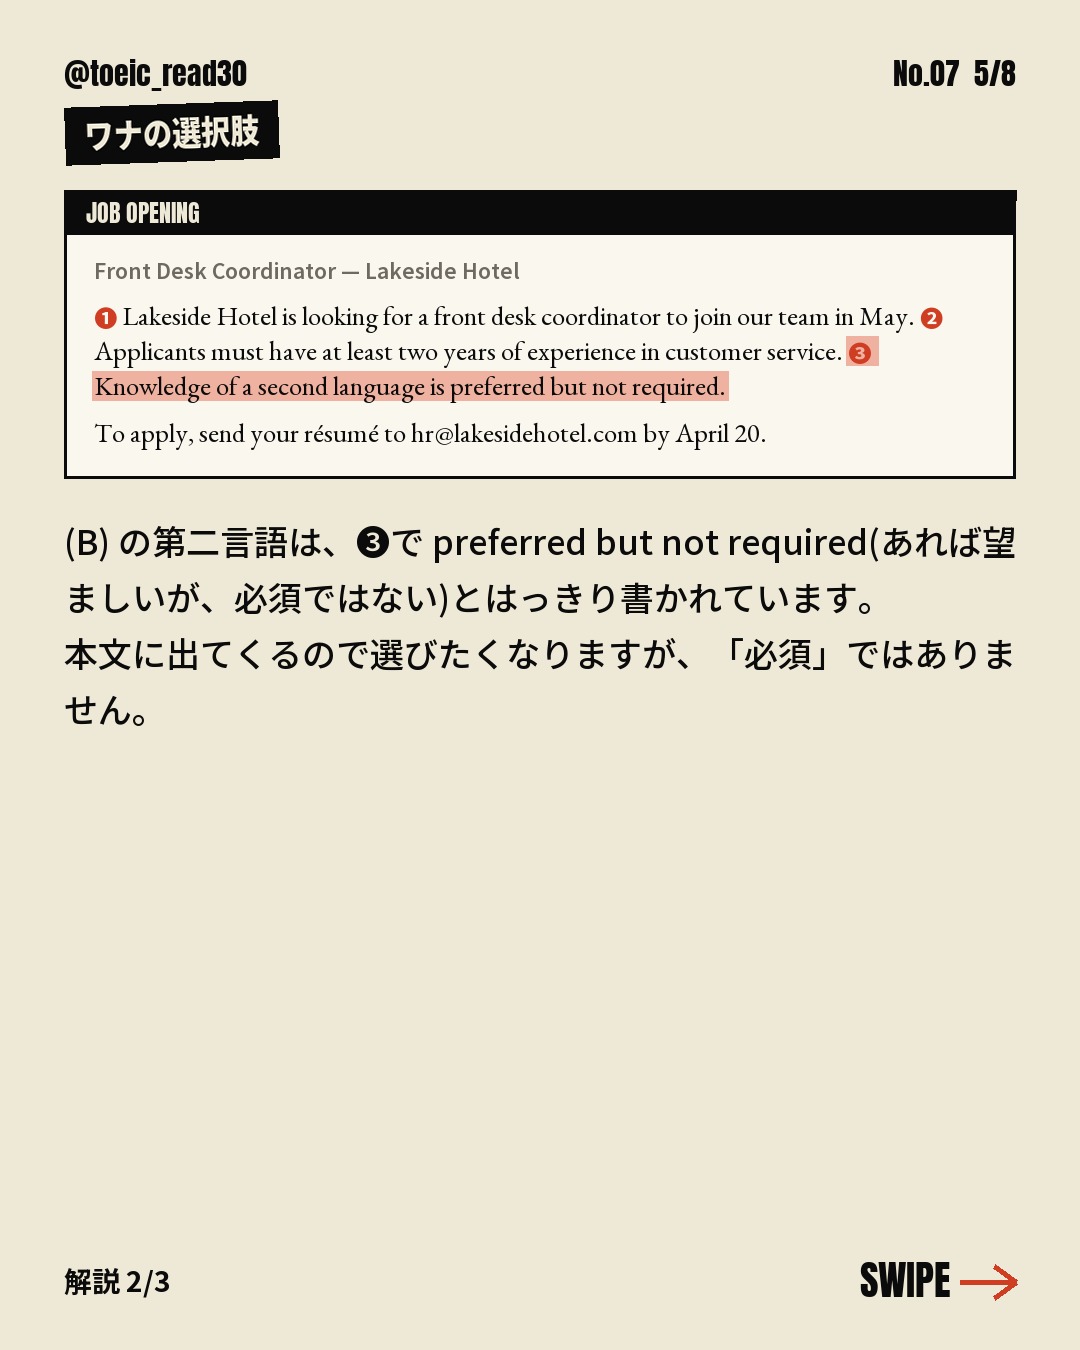 @toeic_read30
No.07 5/8
ワナの選択肢
JOB OPENING
Front Desk Coordinator — Lakeside Hotel
❶ Lakeside Hotel is looking for a front desk coordinator to join our team in May. ❷
Applicants must have at least two years of experience in customer service. ❸
Knowledge of a second language is preferred but not required.
To apply, send your résumé to hr@lakesidehotel.com by April 20.
(B) の第二言語は、❸で preferred but not required(あれば望
ましいが、必須ではない)とはっきり書かれています。
本文に出てくるので選びたくなりますが、「必須」ではありま
せん。
解説 2/3
SWIPE →